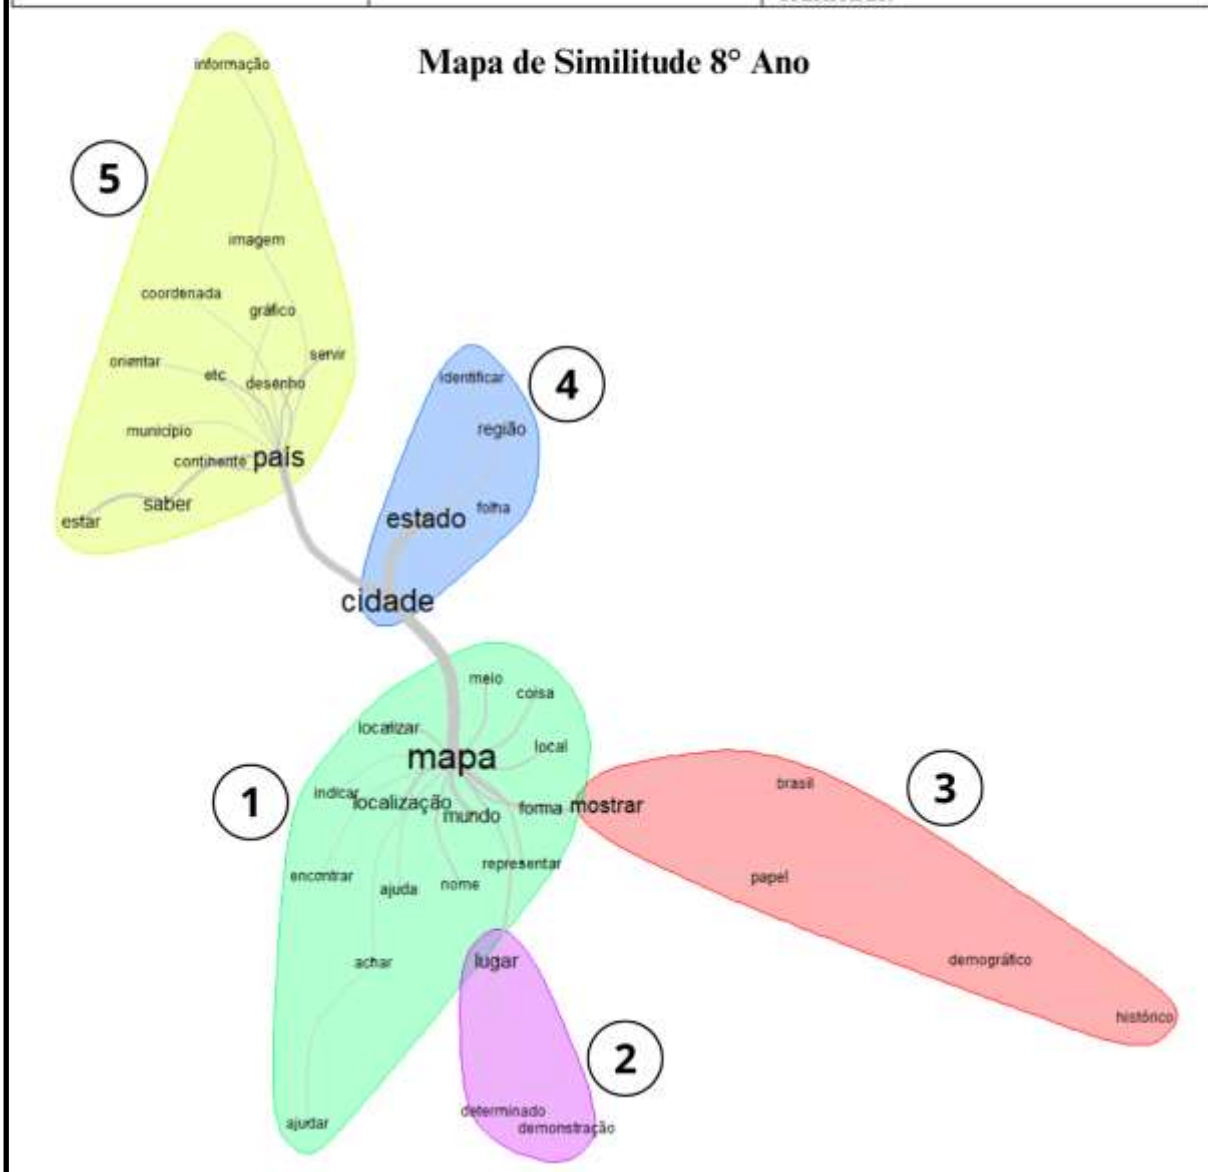 Mapa de Similitude 8° Ano
informação
5
imagem
coordenada
gráfico
orientar
etc
desenho
servir
município
continente
país
saber
estar
identificar
4
região
estado
folha
cidade
meio
coisa
localizar
mapa
local
1
indicar
localização
mundo
forma
mostrar
brasil
3
encontrar
ajuda
nome
representar
papel
achar
lugar
demográfico
histórico
2
determinado
demonstração
ajudar